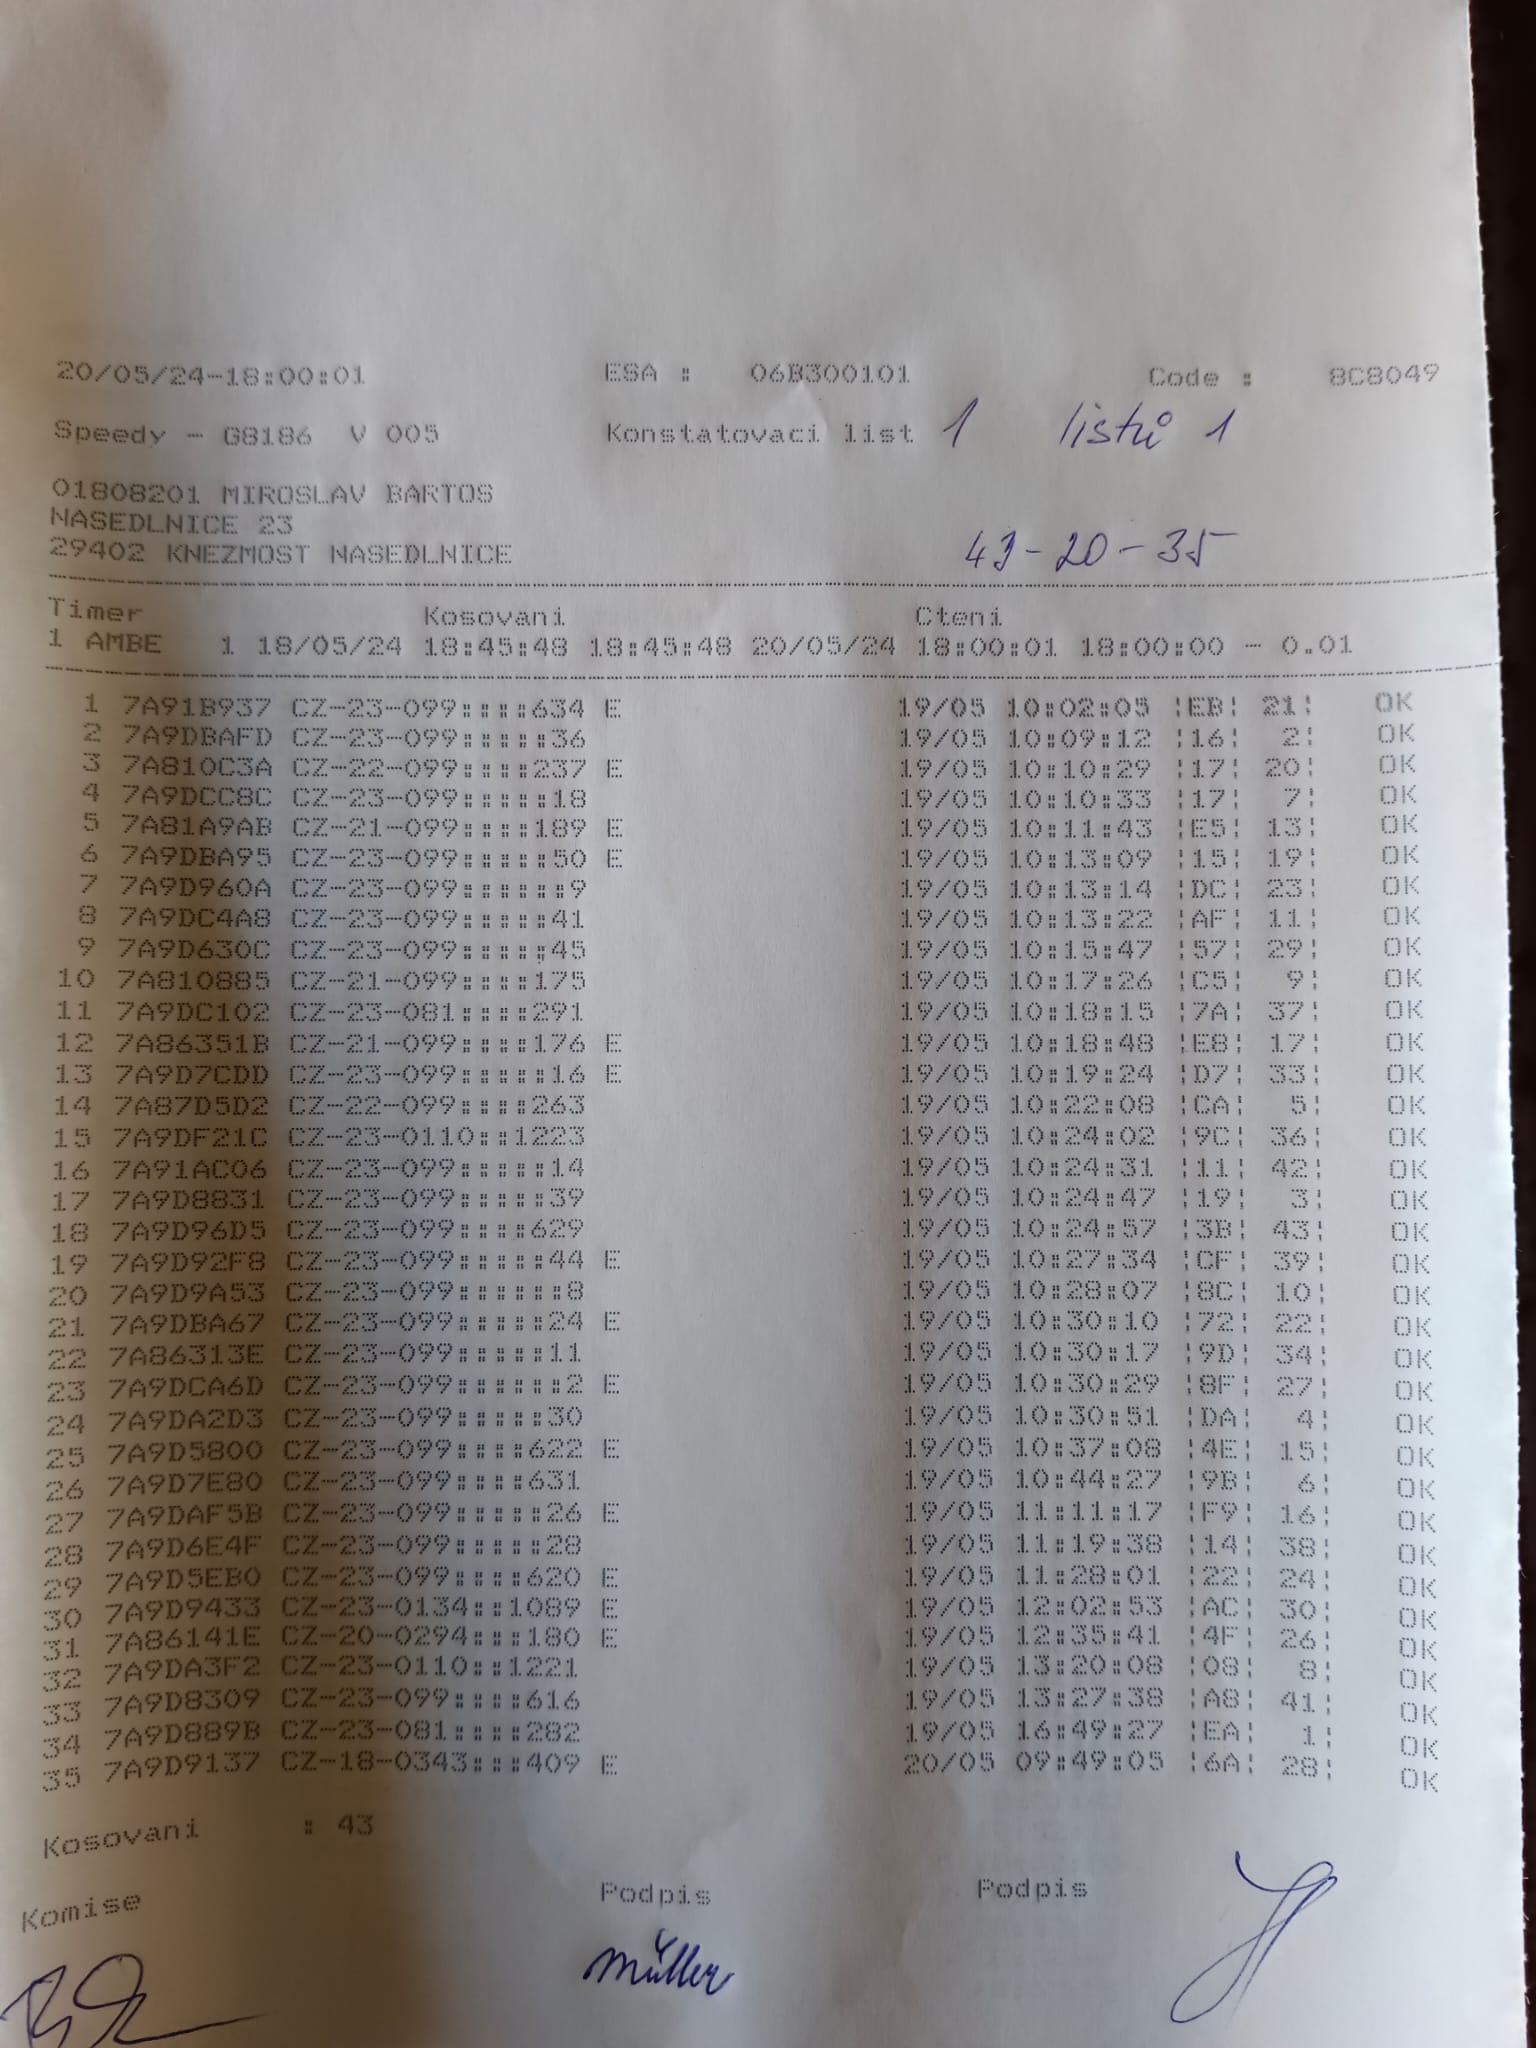 20/05/24-18:00:01 ESA : 06B300101 Code : 8C8049
Speedy - G8186 V 005 Konstatovaci list 1 listů 1
01808201 MIROSLAV BARTOS
NASEDLNICE 23
29402 KNEZMOST NASEDLNICE 43-20-35
Timer Kosovani Cteni
1 AMBE 1 18/05/24 18:45:48 18:45:48 20/05/24 18:00:01 18:00:00 - 0.01
1 7A91B937 CZ-23-099::::634 E 19/05 10:02:05 ¦EB¦ 21¦ OK
2 7A9DBAFD CZ-23-099:::::36 19/05 10:09:12 ¦16¦ 2¦ OK
3 7A810C3A CZ-22-099::::237 E 19/05 10:10:29 ¦17¦ 20¦ OK
4 7A9DCC8C CZ-23-099:::::18 19/05 10:10:33 ¦17¦ 7¦ OK
5 7A81A9AB CZ-21-099::::189 E 19/05 10:11:43 ¦E5¦ 13¦ OK
6 7A9DBA95 CZ-23-099:::::50 E 19/05 10:13:09 ¦15¦ 19¦ OK
7 7A9D960A CZ-23-099::::::9 19/05 10:13:14 ¦DC¦ 23¦ OK
8 7A9DC4A8 CZ-23-099:::::41 19/05 10:13:22 ¦AF¦ 11¦ OK
9 7A9D630C CZ-23-099:::::45 19/05 10:15:47 ¦57¦ 29¦ OK
10 7A810885 CZ-21-099::::175 19/05 10:17:26 ¦C5¦ 9¦ OK
11 7A9DC102 CZ-23-081::::291 19/05 10:18:15 ¦7A¦ 37¦ OK
12 7A86351B CZ-21-099::::176 E 19/05 10:18:48 ¦E8¦ 17¦ OK
13 7A9D7CDD CZ-23-099:::::16 E 19/05 10:19:24 ¦D7¦ 33¦ OK
14 7A87D5D2 CZ-22-099::::263 19/05 10:22:08 ¦CA¦ 5¦ OK
15 7A9DF21C CZ-23-0110::1223 19/05 10:24:02 ¦9C¦ 36¦ OK
16 7A91AC06 CZ-23-099:::::14 19/05 10:24:31 ¦11¦ 42¦ OK
17 7A9D8831 CZ-23-099:::::39 19/05 10:24:47 ¦19¦ 3¦ OK
18 7A9D96D5 CZ-23-099::::629 19/05 10:24:57 ¦3B¦ 43¦ OK
19 7A9D92F8 CZ-23-099:::::44 E 19/05 10:27:34 ¦CF¦ 39¦ OK
20 7A9D9A53 CZ-23-099::::::8 19/05 10:28:07 ¦8C¦ 10¦ OK
21 7A9DBA67 CZ-23-099:::::24 E 19/05 10:30:10 ¦72¦ 22¦ OK
22 7A86313E CZ-23-099:::::11 19/05 10:30:17 ¦9D¦ 34¦ OK
23 7A9DCA6D CZ-23-099::::::2 E 19/05 10:30:29 ¦8F¦ 27¦ OK
24 7A9DA2D3 CZ-23-099:::::30 19/05 10:30:51 ¦DA¦ 4¦ OK
25 7A9D5800 CZ-23-099::::622 E 19/05 10:37:08 ¦4E¦ 15¦ OK
26 7A9D7E80 CZ-23-099::::631 19/05 10:44:27 ¦9B¦ 6¦ OK
27 7A9DAF5B CZ-23-099:::::26 E 19/05 11:11:17 ¦F9¦ 16¦ OK
28 7A9D6E4F CZ-23-099:::::28 19/05 11:19:38 ¦14¦ 38¦ OK
29 7A9D5EB0 CZ-23-099::::620 E 19/05 11:28:01 ¦22¦ 24¦ OK
30 7A9D9433 CZ-23-0134::1089 E 19/05 12:02:53 ¦AC¦ 30¦ OK
31 7A86141E CZ-20-0294:::180 E 19/05 12:35:41 ¦4F¦ 26¦ OK
32 7A9DA3F2 CZ-23-0110::1221 19/05 13:20:08 ¦08¦ 8¦ OK
33 7A9D8309 CZ-23-099::::616 19/05 13:27:38 ¦A8¦ 41¦ OK
34 7A9D889B CZ-23-081::::282 19/05 16:49:27 ¦EA¦ 1¦ OK
35 7A9D9137 CZ-18-0343:::409 E 20/05 09:49:05 ¦6A¦ 28¦ OK
Kosovani : 43
Komise Podpis Podpis
Müller